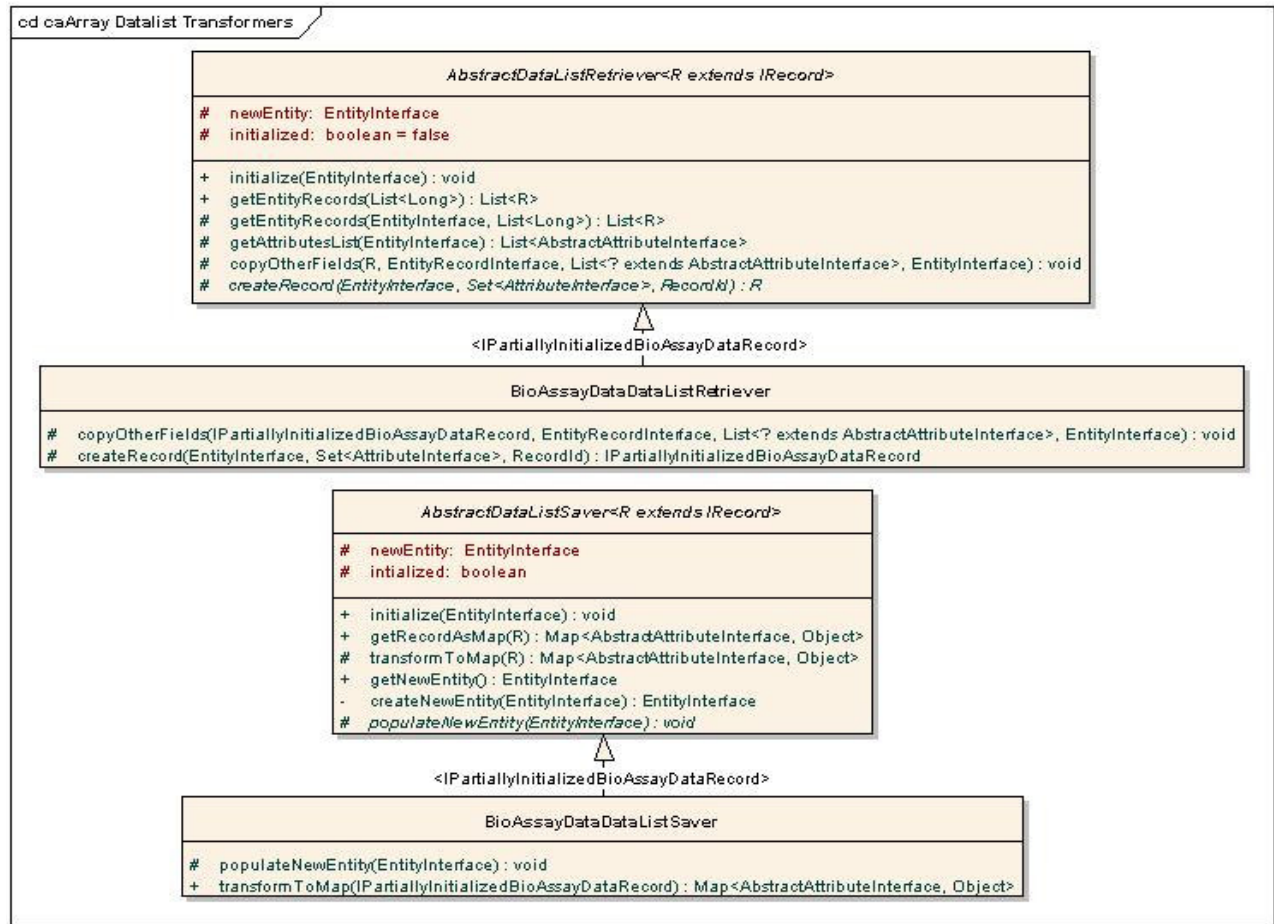 cd caArray Datalist Transformers
AbstractDataListRetriever<R extends IRecord>
# newEntity: EntityInterface
# initialized: boolean = false
+ initialize(EntityInterface) : void
+ getEntityRecords(List<Long>) : List<R>
# getEntityRecords(EntityInterface, List<Long>) : List<R>
# getAttributesList(EntityInterface) : List<AbstractAttributeInterface>
# copyOtherFields(R, EntityRecordInterface, List<? extends AbstractAttributeInterface>, EntityInterface) : void
# createRecord(EntityInterface, Set<AttributeInterface>, RecordId) : R
<IPartiallyInitializedBioAssayDataRecord>
BioAssayDataDataListRetriever
# copyOtherFields(IPartiallyInitializedBioAssayDataRecord, EntityRecordInterface, List<? extends AbstractAttributeInterface>, EntityInterface) : void
# createRecord(EntityInterface, Set<AttributeInterface>, RecordId) : IPartiallyInitializedBioAssayDataRecord
AbstractDataListSaver<R extends IRecord>
# newEntity: EntityInterface
# intialized: boolean
+ initialize(EntityInterface) : void
+ getRecordAsMap(R) : Map<AbstractAttributeInterface, Object>
# transformToMap(R) : Map<AbstractAttributeInterface, Object>
+ getNewEntity() : EntityInterface
- createNewEntity(EntityInterface) : EntityInterface
# populateNewEntity(EntityInterface) : void
<IPartiallyInitializedBioAssayDataRecord>
BioAssayDataDataListSaver
# populateNewEntity(EntityInterface) : void
+ transformToMap(IPartiallyInitializedBioAssayDataRecord) : Map<AbstractAttributeInterface, Object>